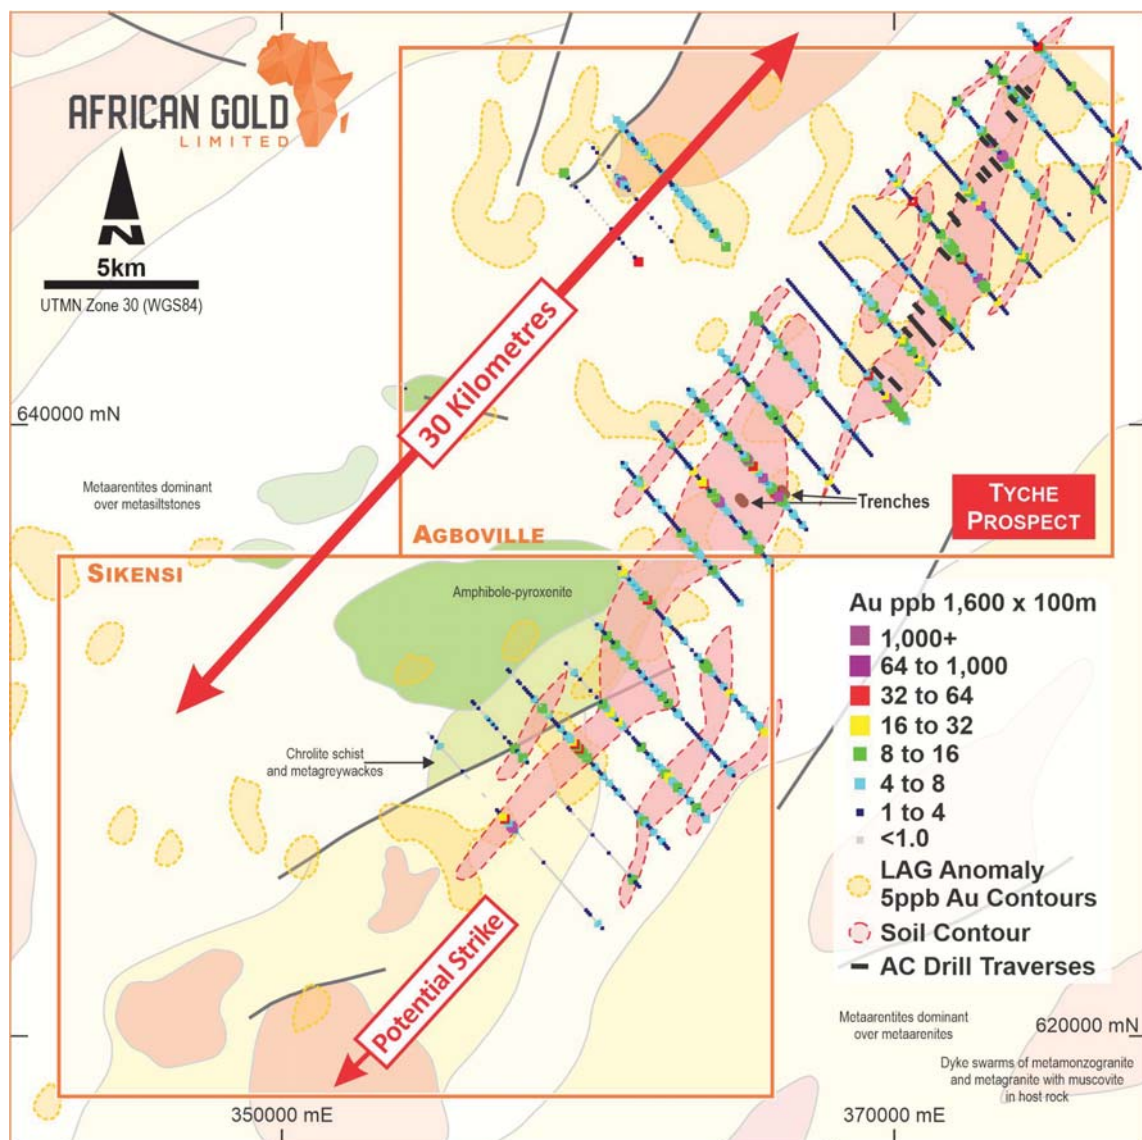 AFRICAN GOLD
LIMITED
N
5km
UTMN Zone 30 (WGS84)
30 Kilometres
640000 mN
Metaarentites dominant
over metasiltstones
Trenches
TYCHE
PROSPECT
AGBOVILLE
SIKENSI
Amphibole-pyroxenite
Au ppb 1,600 x 100m
1,000+
64 to 1,000
32 to 64
16 to 32
8 to 16
4 to 8
1 to 4
<1.0
LAG Anomaly
5ppb Au Contours
Soil Contour
AC Drill Traverses
Chrolite schist
and metagreywackes
Potential Strike
Metaarentites dominant
over metaarenites
620000 mN
Dyke swarms of metamonzogranite
and metagranite with muscovite
in host rock
350000 mE
370000 mE